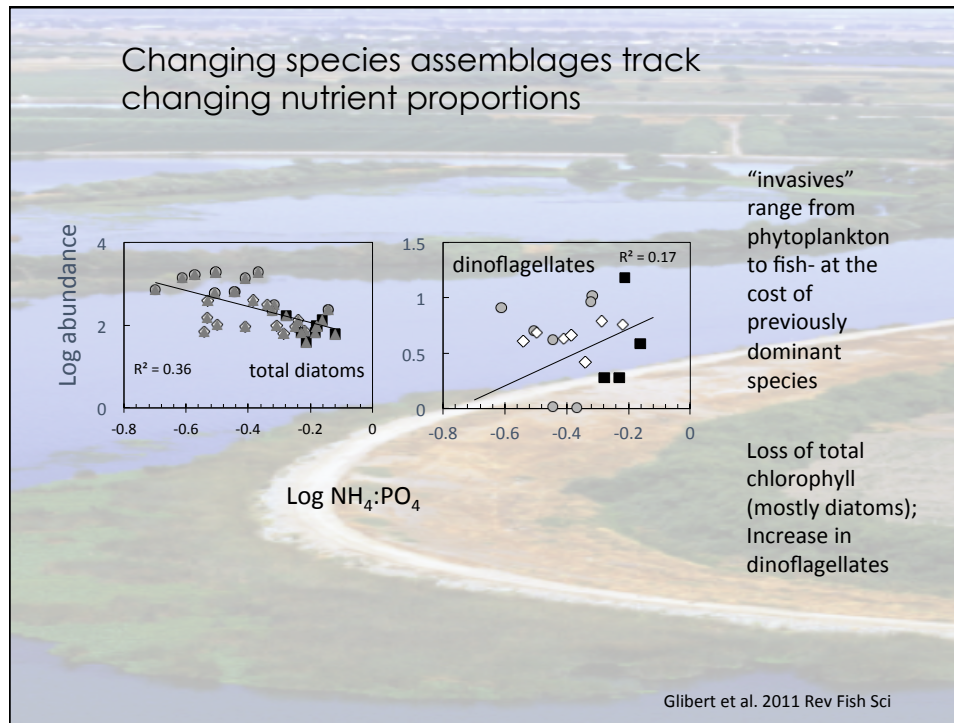 Changing species assemblages track
changing nutrient proportions
“invasives”
range from
phytoplankton
to fish- at the
cost of
previously
dominant
species
Log abundance
4
2
0
R² = 0.36
total diatoms
-0.8
-0.6
-0.4
-0.2
0
1.5
1
0.5
0
dinoflagellates
R² = 0.17
-0.8
-0.6
-0.4
-0.2
0
Log NH₄:PO₄
Loss of total
chlorophyll
(mostly diatoms);
Increase in
dinoflagellates
Glibert et al. 2011 Rev Fish Sci